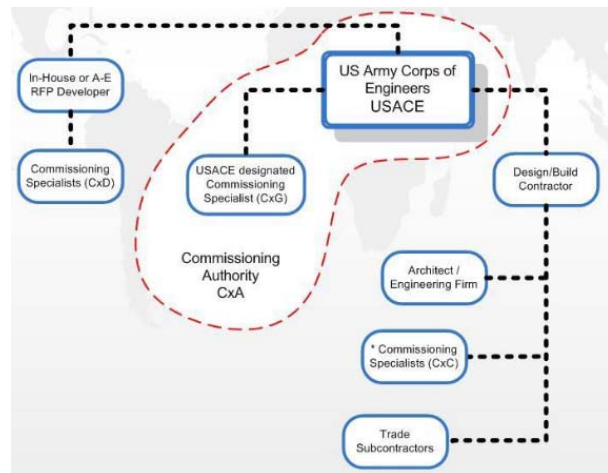 In-House or A-E
RFP Developer
US Army Corps of
Engineers
USACE
Commissioning
Specialists (CxD)
USACE designated
Commissioning
Specialist (CxG)
Design/Build
Contractor
Commissioning
Authority
CxA
Architect /
Engineering Firm
* Commissioning
Specialists (CxC)
Trade
Subcontractors